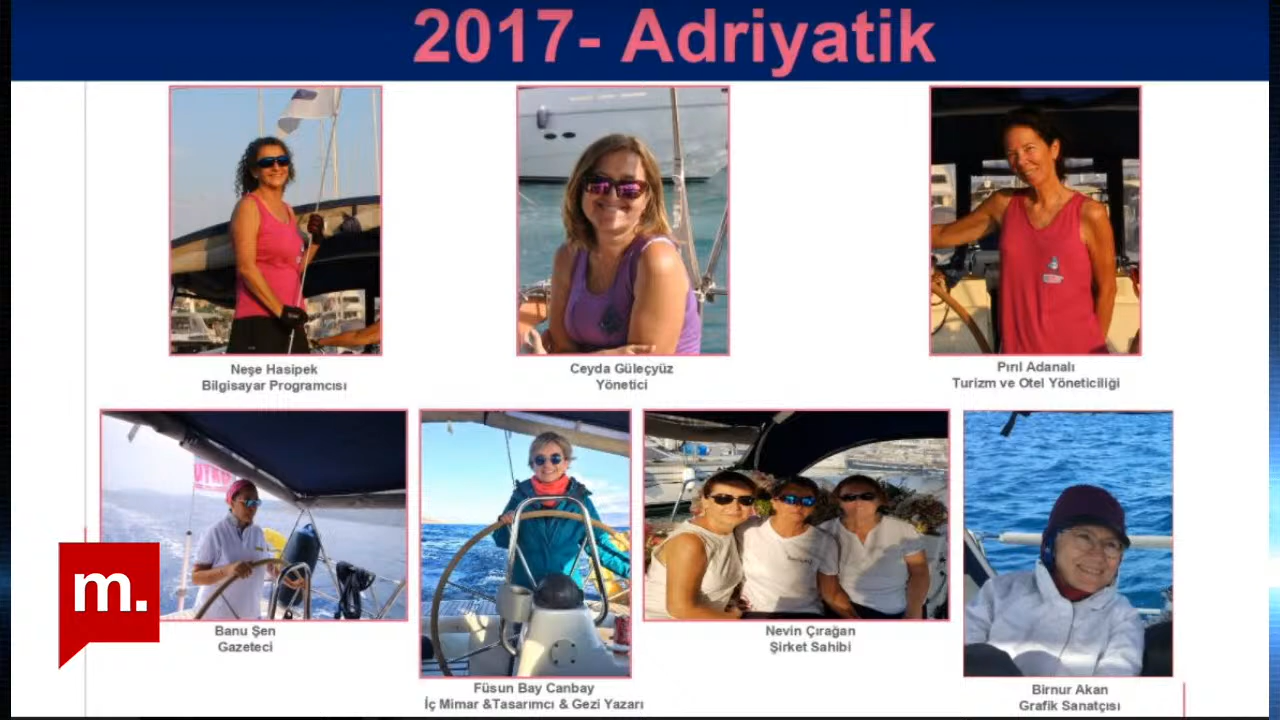 2017- Adriyatik
Neşe Hasipek
Bilgisayar Programcısı
Ceyda Güleçyüz
Yönetici
Pırıl Adanalı
Turizm ve Otel Yöneticiliği
Banu Şen
Gazeteci
Füsun Bay Canbay
İç Mimar &Tasarımcı & Gezi Yazarı
Nevin Çırağan
Şirket Sahibi
Birnur Akan
Grafik Sanatçısı
m.